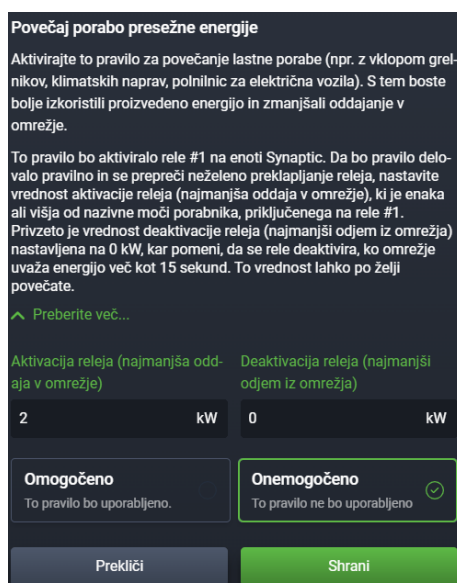 Povečaj porabo presežne energije
Aktivirajte to pravilo za povečanje lastne porabe (npr. z vklopom grel-
nikov, klimatskih naprav, polnilnic za električna vozila). S tem boste
bolje izkoristili proizvedeno energijo in zmanjšali oddajanje v
omrežje.
To pravilo bo aktiviralo rele #1 na enoti Synaptic. Da bo pravilo delo-
valo pravilno in se prepreči neželeno preklapljanje releja, nastavite
vrednost aktivacije releja (najmanjša oddaja v omrežje), ki je enaka
ali višja od nazivne moči porabnika, priključenega na rele #1.
Privzeto je vrednost deaktivacije releja (najmanjši odjem iz omrežja)
nastavljena na 0 kW, kar pomeni, da se rele deaktivira, ko omrežje
uvaža energijo več kot 15 sekund. To vrednost lahko po želji
povečate.
Preberite več...
Aktivacija releja (najmanjša odd-
aja v omrežje)
Deaktivacija releja (najmanjši
odjem iz omrežja)
2 kW
0 kW
Omogočeno
To pravilo bo uporabljeno.
Onemogočeno
To pravilo ne bo uporabljeno
Prekliči
Shrani